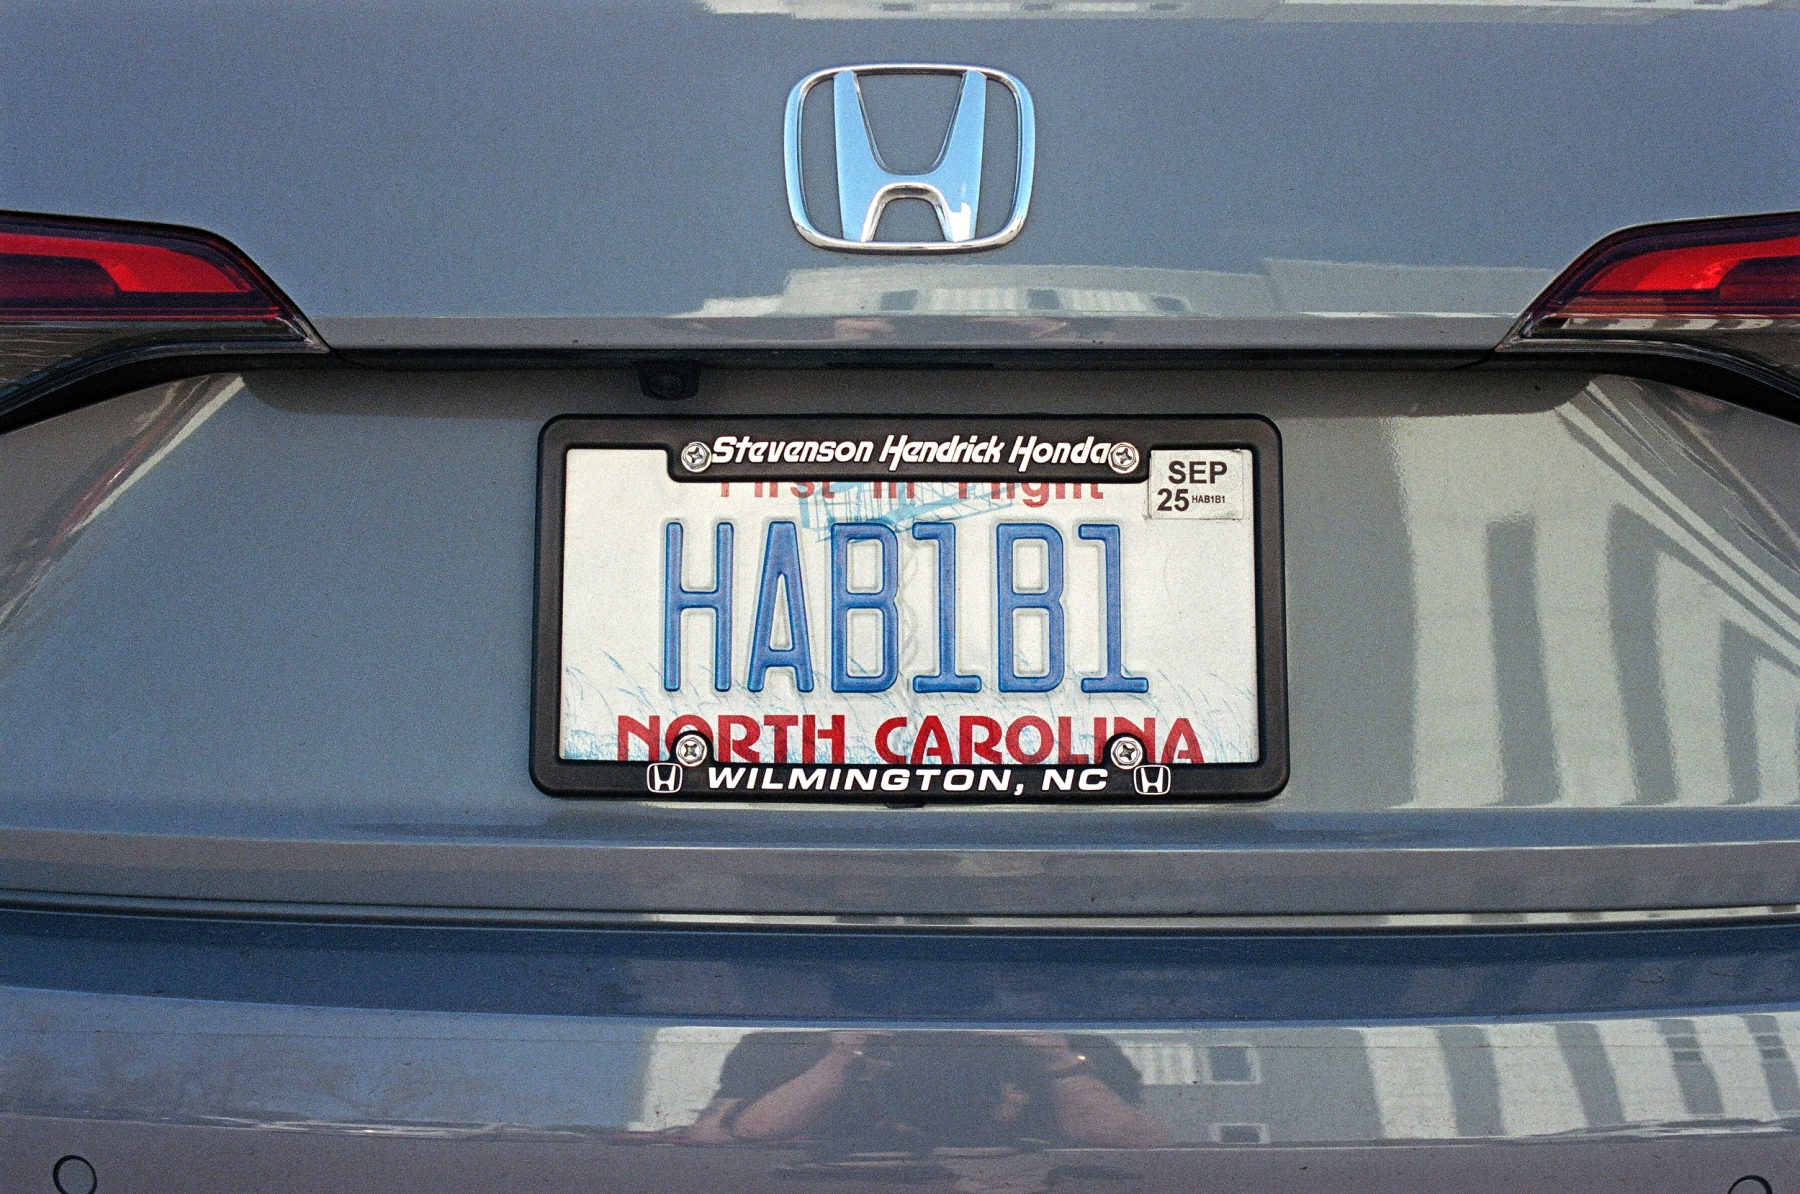 Stevenson Hendrick Honda
First in Flight
SEP
25 HAB1B1
HAB1B1
NORTH CAROLINA
WILMINGTON, NC